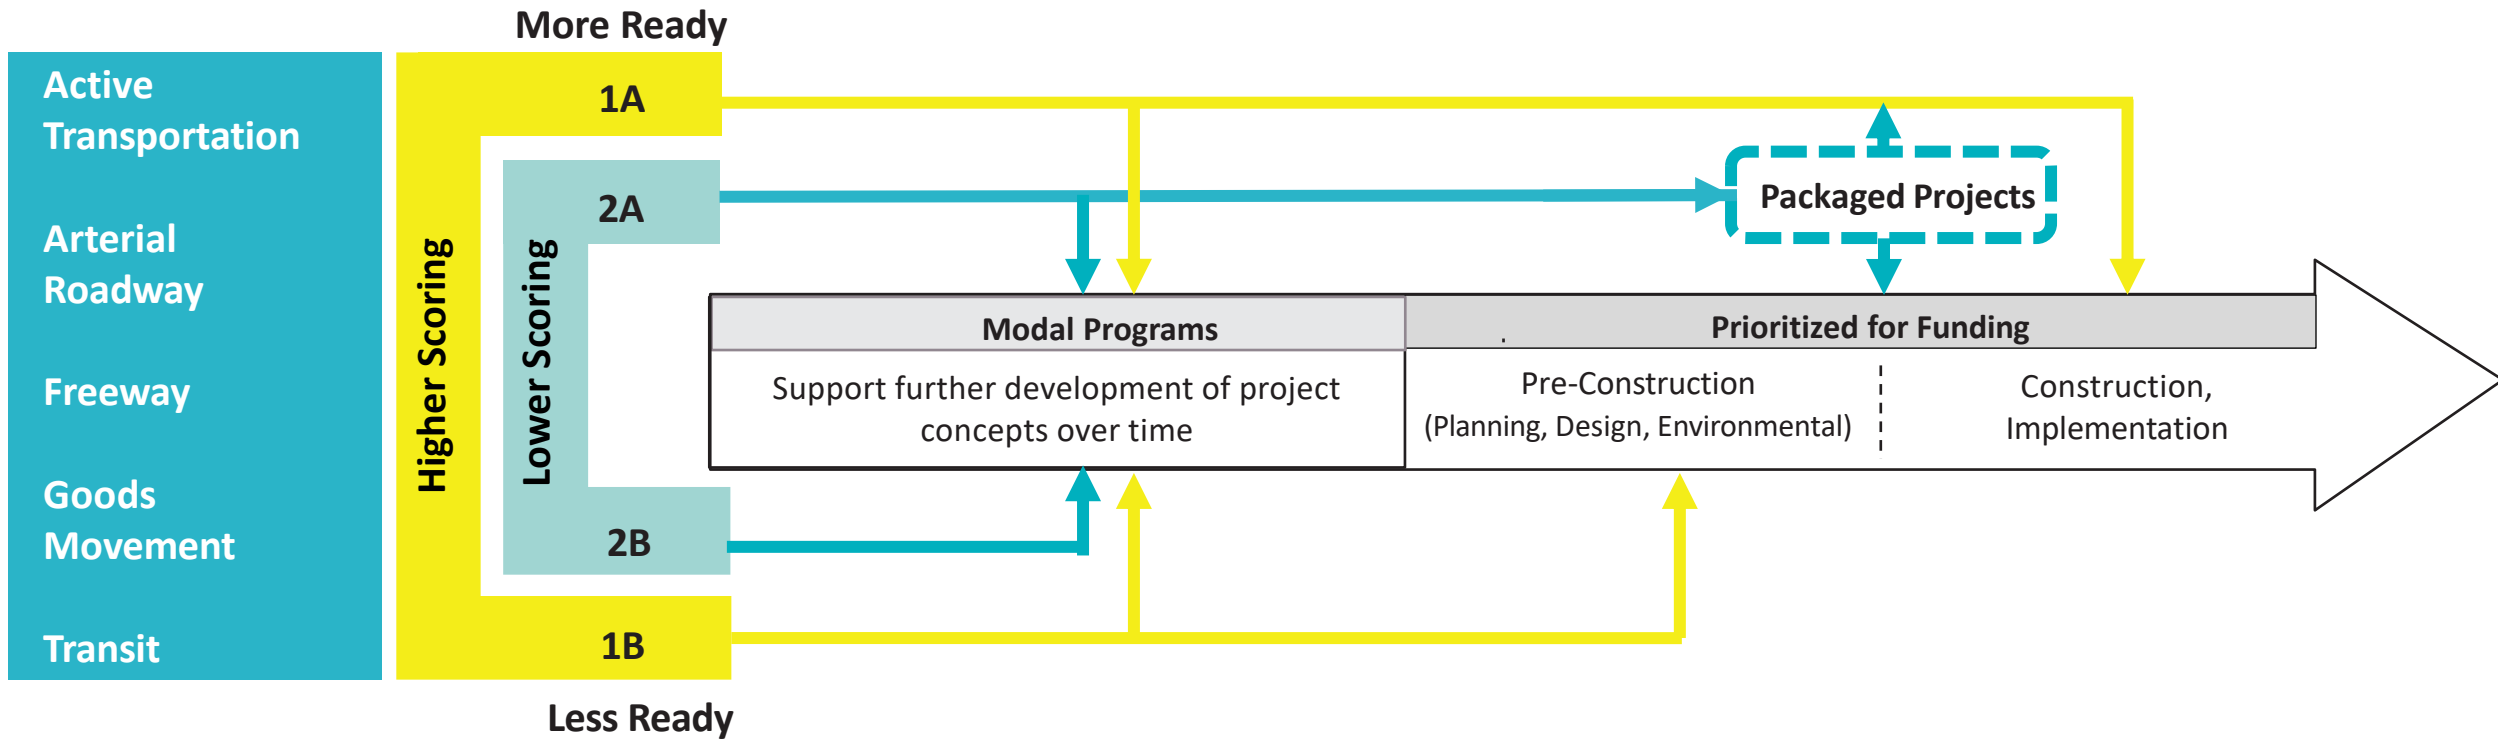 More Ready
Active
Transportation
Arterial
Roadway
Freeway
Goods
Movement
Transit
Higher Scoring
Lower Scoring
1A
2A
2B
1B
Less Ready
Packaged Projects
Modal Programs
Support further development of project
concepts over time
.
Prioritized for Funding
Pre-Construction
(Planning, Design, Environmental)
Construction,
Implementation